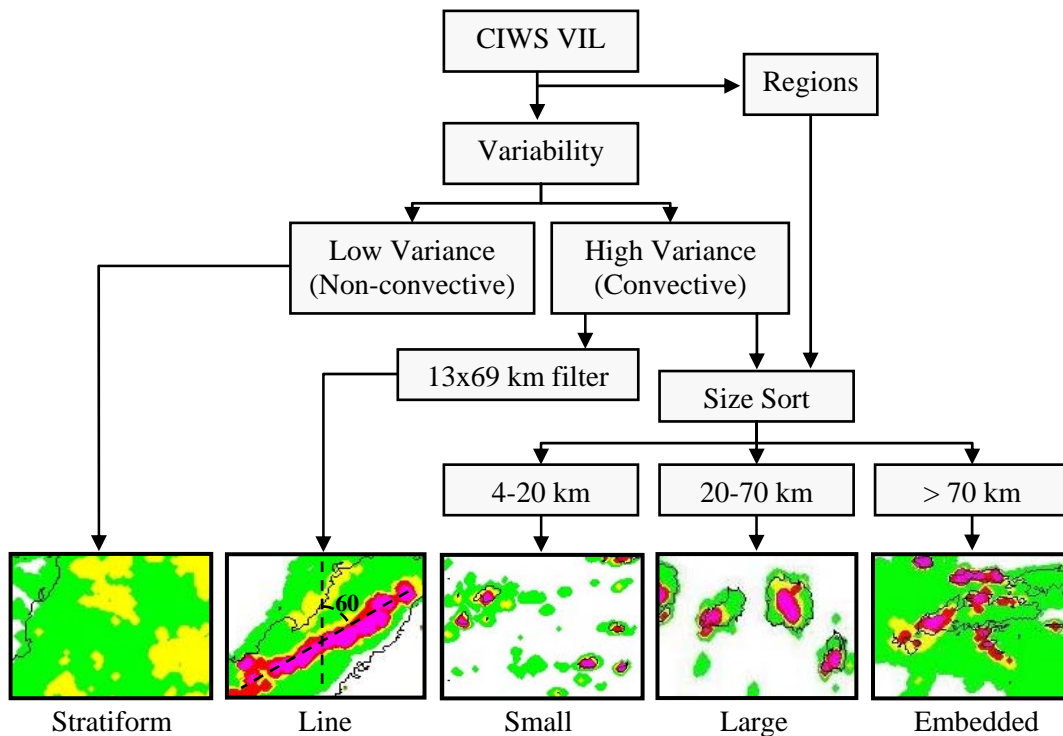 CIWS VIL
Regions
Variability
Low Variance
(Non-convective)
High Variance
(Convective)
13x69 km filter
Size Sort
4-20 km
20-70 km
> 70 km
60
Stratiform
Line
Small
Large
Embedded